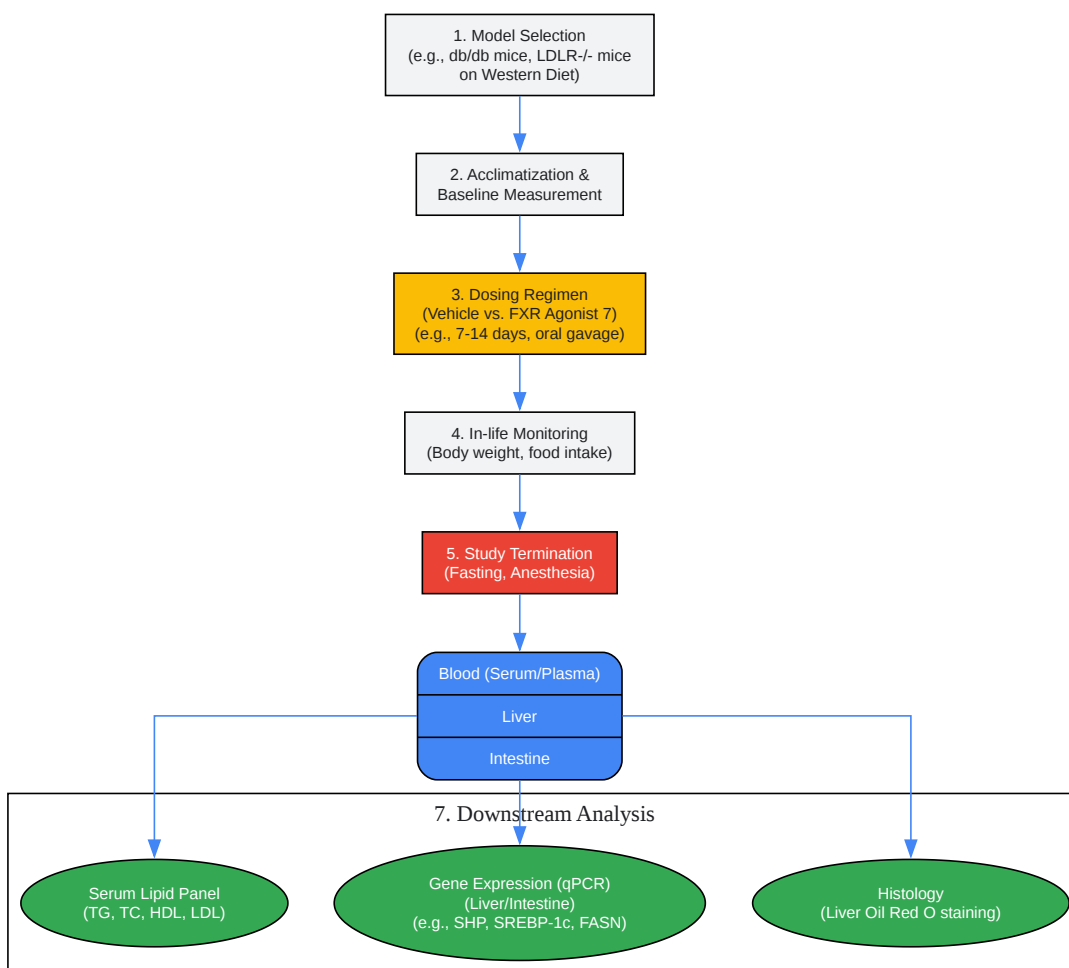 1. Model Selection
(e.g., db/db mice, LDLR-/- mice
on Western Diet)
2. Acclimatization &
Baseline Measurement
3. Dosing Regimen
(Vehicle vs. FXR Agonist 7)
(e.g., 7-14 days, oral gavage)
4. In-life Monitoring
(Body weight, food intake)
5. Study Termination
(Fasting, Anesthesia)
Blood (Serum/Plasma)
Liver
Intestine
7. Downstream Analysis
Serum Lipid Panel
(TG, TC, HDL, LDL)
Gene Expression (qPCR)
(Liver/Intestine)
(e.g., SHP, SREBP-1c, FASN)
Histology
(Liver Oil Red O staining)